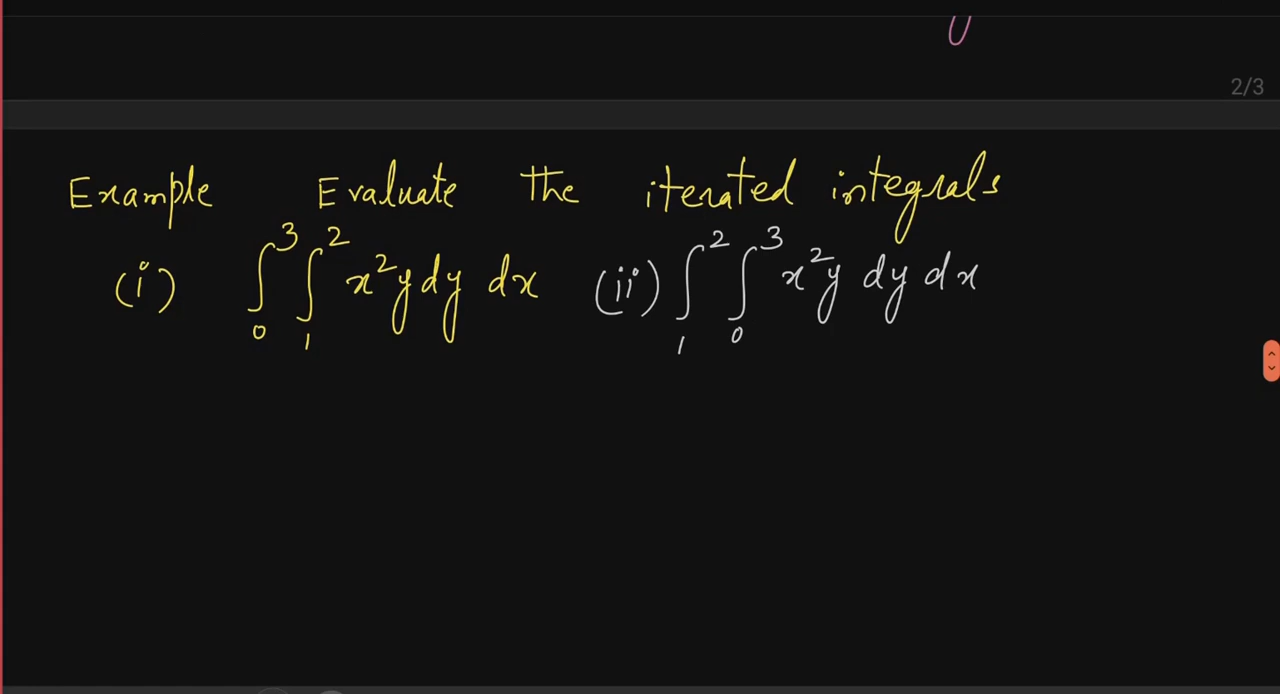 2/3
Example Evaluate the iterated integrals
(i) ∫₀³ ∫₁² x²y dy dx (ii) ∫₁² ∫₀³ x²y dy dx